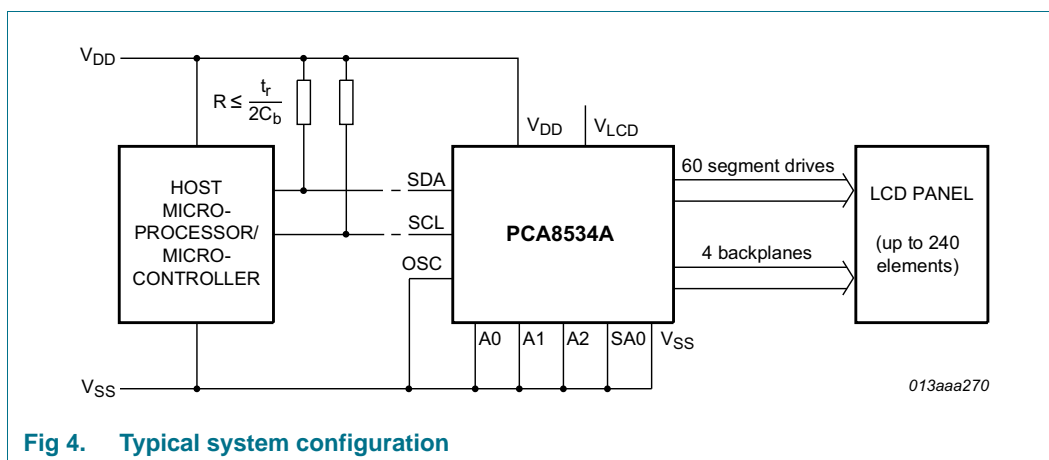 VDD
R ≤ tr
2Cb
VDD
VLCD
HOST
MICRO-
PROCESSOR/
MICRO-
CONTROLLER
SDA
SCL
OSC
PCA8534A
60 segment drives
4 backplanes
LCD PANEL
(up to 240
elements)
A0 A1 A2 SA0 VSS
VSS
013aaa270
Fig 4. Typical system configuration